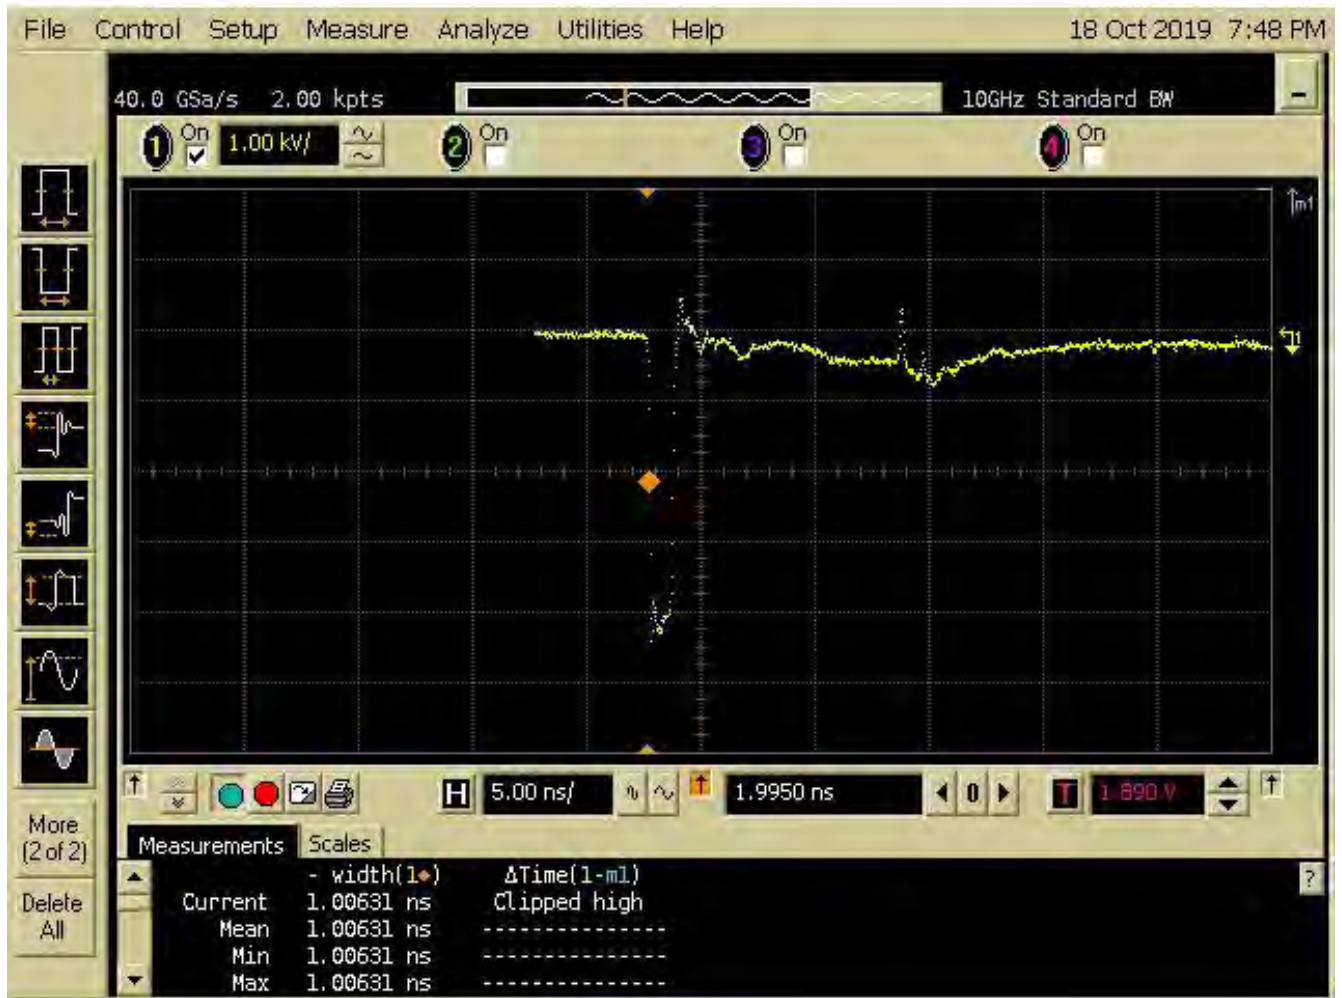 File Control Setup Measure Analyze Utilities Help 18 Oct 2019 7:48 PM
40.0 GSa/s 2.00 kpts 10GHz Standard BW
1 On 1.00 kV/ 2 On 3 On 4 On
m1
1
H 5.00 ns/ 1.9950 ns 0 T 1.890 V
More
(2 of 2)
Delete
All
Measurements Scales
- width(1◆) ΔTime(1-m1)
?
Current 1.00631 ns Clipped high
Mean 1.00631 ns ---------------
Min 1.00631 ns ---------------
Max 1.00631 ns ---------------